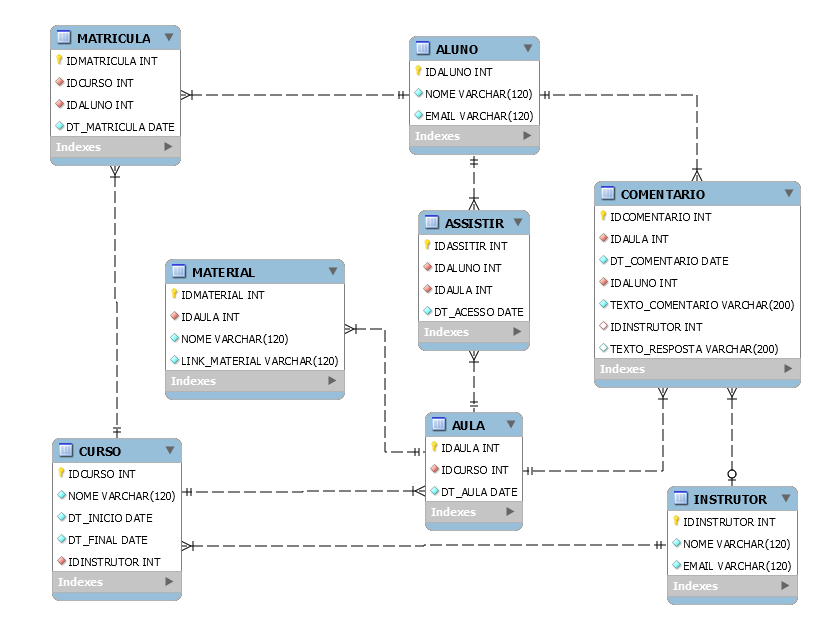 MATRICULA
IDMATRICULA INT
IDCURSO INT
IDALUNO INT
DT_MATRICULA DATE
Indexes
ALUNO
IDALUNO INT
NOME VARCHAR(120)
EMAIL VARCHAR(120)
Indexes
COMENTARIO
IDCOMENTARIO INT
IDAULA INT
DT_COMENTARIO DATE
IDALUNO INT
TEXTO_COMENTARIO VARCHAR(200)
IDINSTRUTOR INT
TEXTO_RESPOSTA VARCHAR(200)
Indexes
ASSISTIR
IDASSITIR INT
IDALUNO INT
IDAULA INT
DT_ACESSO DATE
Indexes
MATERIAL
IDMATERIAL INT
IDAULA INT
NOME VARCHAR(120)
LINK_MATERIAL VARCHAR(120)
Indexes
AULA
IDAULA INT
IDCURSO INT
DT_AULA DATE
Indexes
CURSO
IDCURSO INT
NOME VARCHAR(120)
DT_INICIO DATE
DT_FINAL DATE
IDINSTRUTOR INT
Indexes
INSTRUTOR
IDINSTRUTOR INT
NOME VARCHAR(120)
EMAIL VARCHAR(120)
Indexes